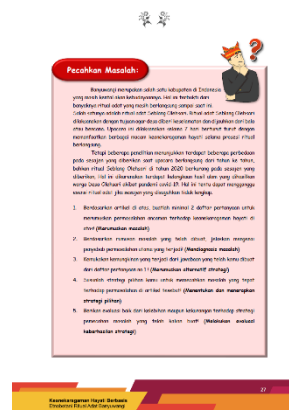 Pecahkan Masalah:
Banyuwangi merupakan salah satu kabupaten di Indonesia
yang masih kental akan kebudayaannya. Hal ini terbukti dari
banyaknya ritual adat yang masih berlangsung sampai saat ini.
Salah satunya adalah ritual adat Seblang Olehsari. Ritual adat Seblang Olehsari
dilaksanakan dengan tujuan agar desa diberi keselamatan dan dijauhkan dari bala
atau bencana. Upacara ini dilaksanakan selama 7 hari berturut turut dengan
memanfaatkan berbagai macam keanekaragaman hayati selama prosesi ritual
berlangsung.
Tetapi beberapa penelitian menunjukkan terdapat beberapa perbedaan
pada sesajen yang diberikan saat upacara berlangsung dari tahun ke tahun,
bahkan ritual Seblang Olehsari di tahun 2020 berkurang pada sesajen yang
diberikan. Hal ini dikarenakan terdapat kelangkaan hasil alam yang dihasilkan
warga Desa Olehsari akibat pandemi covid 19. Hal ini tentu dapat mengganggu
sakral ritual adat jika sesajen yang disajikan tidak lengkap.
1. Berdasarkan artikel di atas, buatlah minimal 2 daftar pertanyaan untuk
merumuskan permasalahan ancaman terhadap keanekaragaman hayati di
atas! (Merumuskan masalah)
2. Berdasarkan rumusan masalah yang telah dibuat, jelaskan mengenai
penyebab permasalahan utama yang terjadi! (Mendiagnosis masalah)
3. Kemukakan kemungkinan yang terjadi dari jawaban yang telah kamu dibuat
dari daftar pertanyaan no 1! (Merumuskan alternatif strategi)
4. Susunlah strategi pilihan kamu untuk memecahkan masalah yang tepat
terhadap permasalahan di artikel tersebut! (Menentukan dan menerapkan
strategi pilihan)
5. Berikan evaluasi baik dari kelebihan maupun kekurangan terhadap strategi
pemecahan masalah yang telah kalian buat! (Melakukan evaluasi
keberhasilan strategi)
27
Keanekaragaman Hayati Berbasis
Etnobotani Ritual Adat Banyuwangi